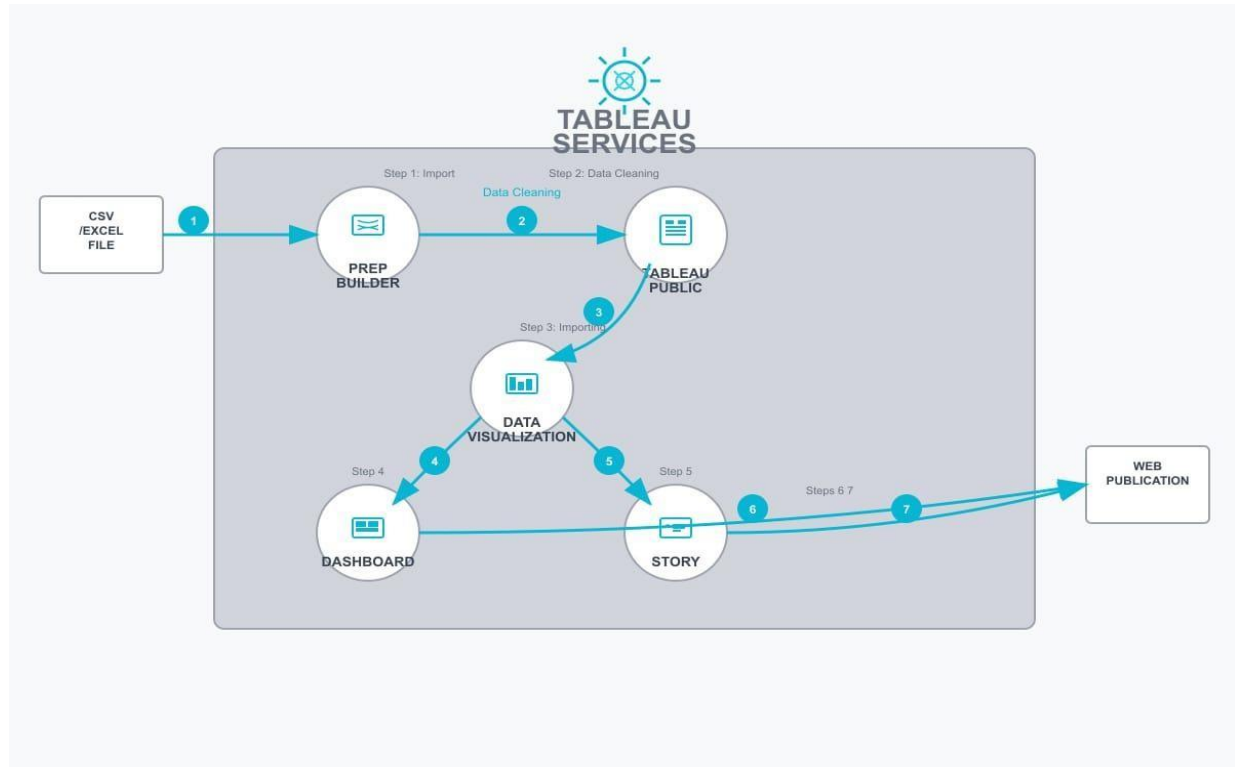 TABLEAU
SERVICES
Step 1: Import
Step 2: Data Cleaning
Data Cleaning
CSV
/EXCEL
FILE
1
2
PREP
BUILDER
TABLEAU
PUBLIC
3
Step 3: Importing
DATA
VISUALIZATION
4
5
Step 4
Step 5
Steps 6 7
WEB
PUBLICATION
6
7
DASHBOARD
STORY